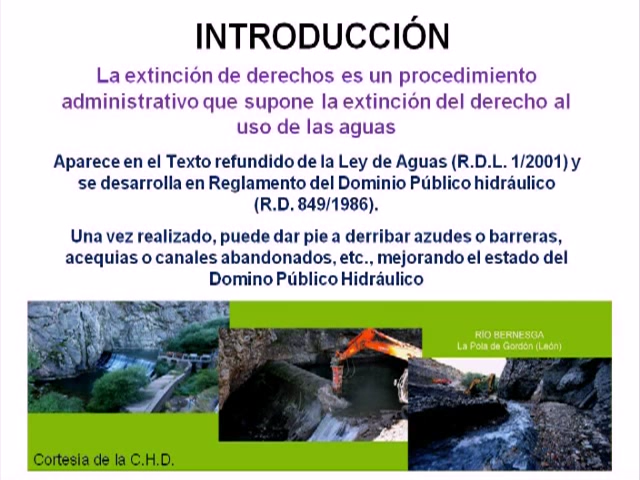 INTRODUCCIÓN
La extinción de derechos es un procedimiento
administrativo que supone la extinción del derecho al
uso de las aguas
Aparece en el Texto refundido de la Ley de Aguas (R.D.L. 1/2001) y
se desarrolla en Reglamento del Dominio Público hidráulico
(R.D. 849/1986).
Una vez realizado, puede dar pie a derribar azudes o barreras,
acequias o canales abandonados, etc., mejorando el estado del
Domino Público Hidráulico
RÍO BERNESGA
La Pola de Gordón (León)
Cortesia de la C.H.D.